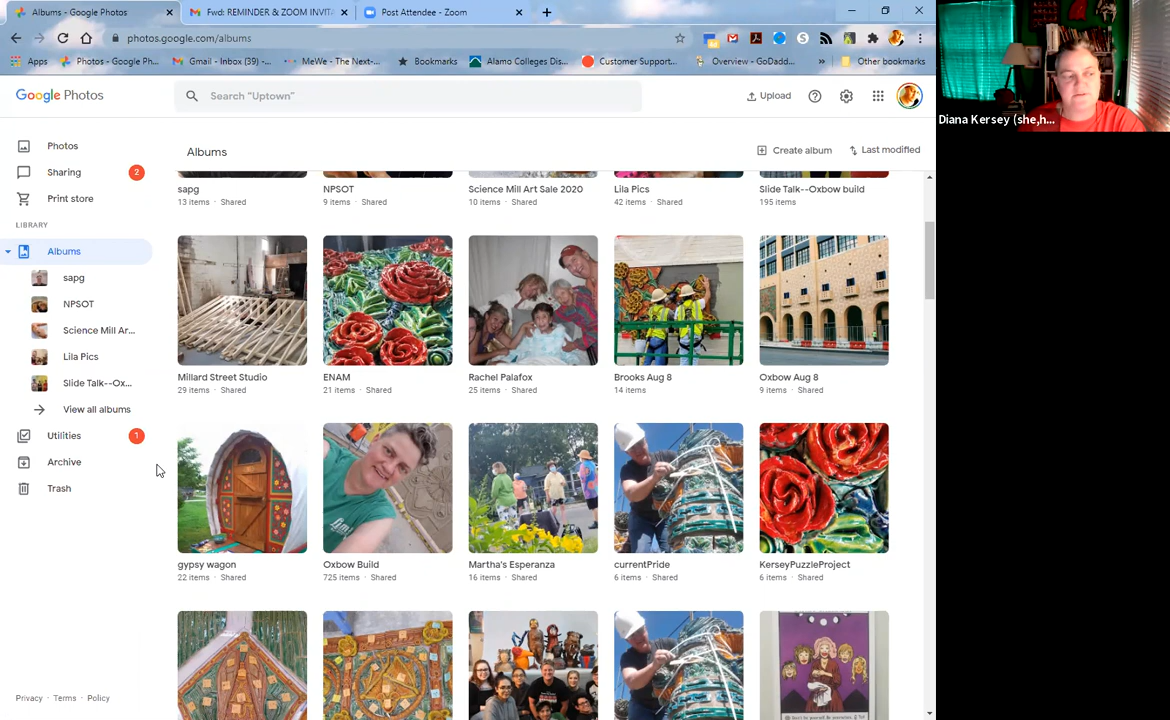 Albums - Google Photos
Fwd: REMINDER & ZOOM INVITA
Post Attendee - Zoom
photos.google.com/albums
Apps
Photos - Google Ph...
Gmail - Inbox (39) -...
MeWe - The Next-...
Bookmarks
Alamo Colleges Dis...
Customer Support...
Overview - GoDadd...
Other bookmarks
Diana Kersey (she,h...
Google Photos
Search "Uptown"
Upload
Photos
Sharing
2
Print store
LIBRARY
Albums
sapg
NPSOT
Science Mill Ar...
Lila Pics
Slide Talk--Ox...
View all albums
Utilities
1
Archive
Trash
Privacy · Terms · Policy
Albums
Create album
Last modified
sapg
13 items · Shared
NPSOT
9 items · Shared
Science Mill Art Sale 2020
10 items · Shared
Lila Pics
42 items · Shared
Slide Talk--Oxbow build
195 items
Millard Street Studio
29 items · Shared
ENAM
21 items · Shared
Rachel Palafox
25 items · Shared
Brooks Aug 8
14 items
Oxbow Aug 8
9 items · Shared
gypsy wagon
22 items · Shared
Oxbow Build
725 items · Shared
Martha's Esperanza
16 items · Shared
currentPride
6 items · Shared
KerseyPuzzleProject
6 items · Shared